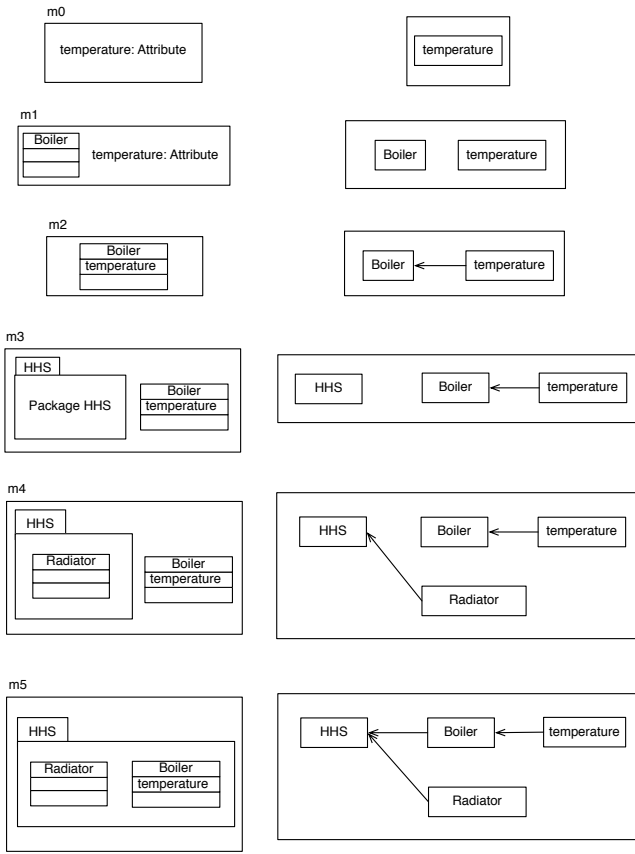 m0
temperature: Attribute
temperature
m1
Boiler
temperature: Attribute
Boiler
temperature
m2
Boiler
temperature
Boiler
temperature
m3
HHS
Package HHS
Boiler
temperature
HHS
Boiler
temperature
m4
HHS
Radiator
Boiler
temperature
HHS
Boiler
temperature
Radiator
m5
HHS
Radiator
Boiler
temperature
HHS
Boiler
temperature
Radiator